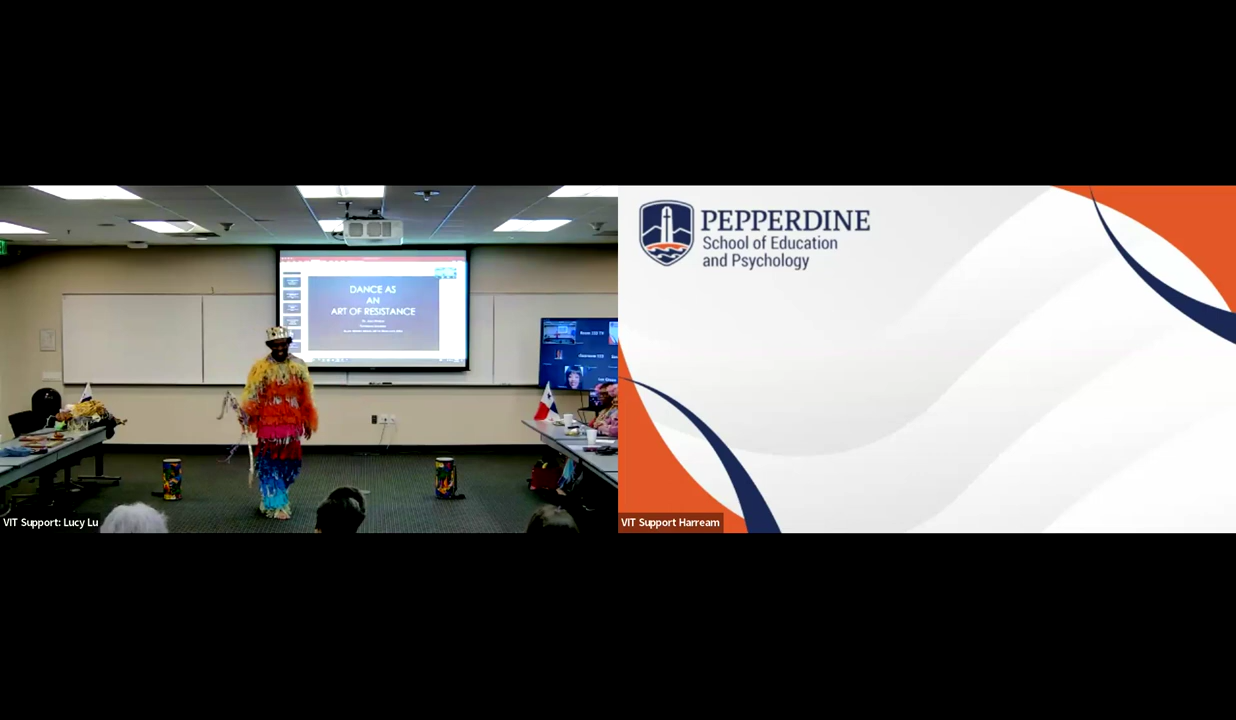 DANCE AS
AN
ART OF RESISTANCE
VIT Support: Lucy Lu
PEPPERDINE
School of Education
and Psychology
VIT Support Harream